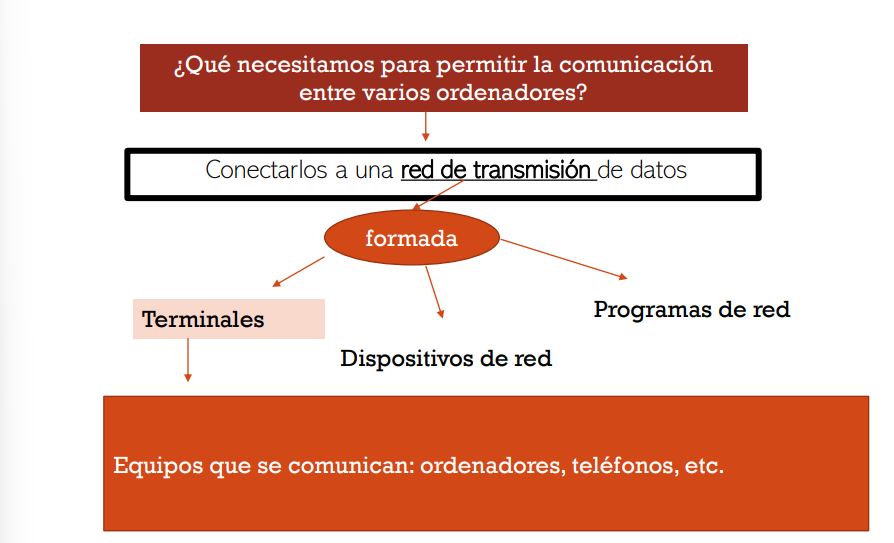 ¿Qué necesitamos para permitir la comunicación
entre varios ordenadores?
Conectarlos a una red de transmisión de datos
formada
Terminales
Dispositivos de red
Programas de red
Equipos que se comunican: ordenadores, teléfonos, etc.